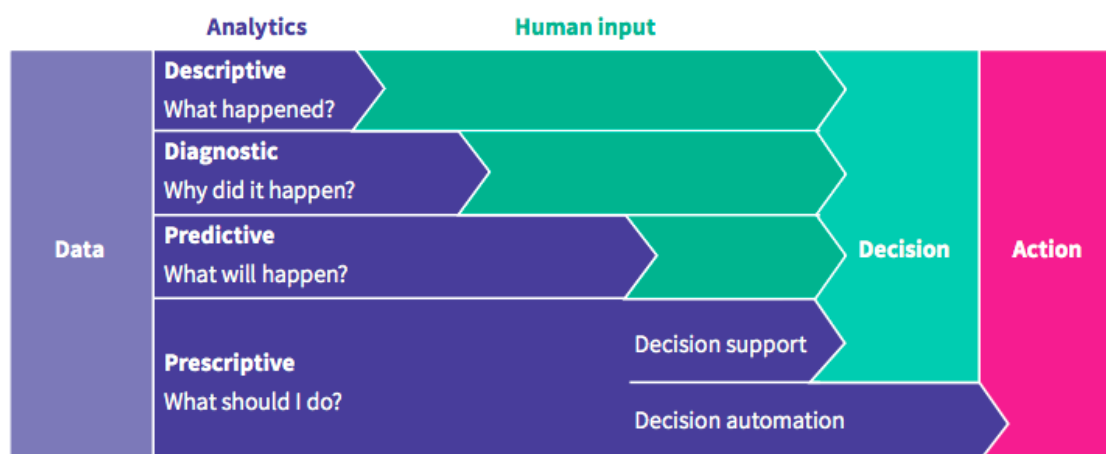 Analytics
Human input
Descriptive
What happened?
Diagnostic
Why did it happen?
Predictive
What will happen?
Data
Decision
Action
Prescriptive
What should I do?
Decision support
Decision automation